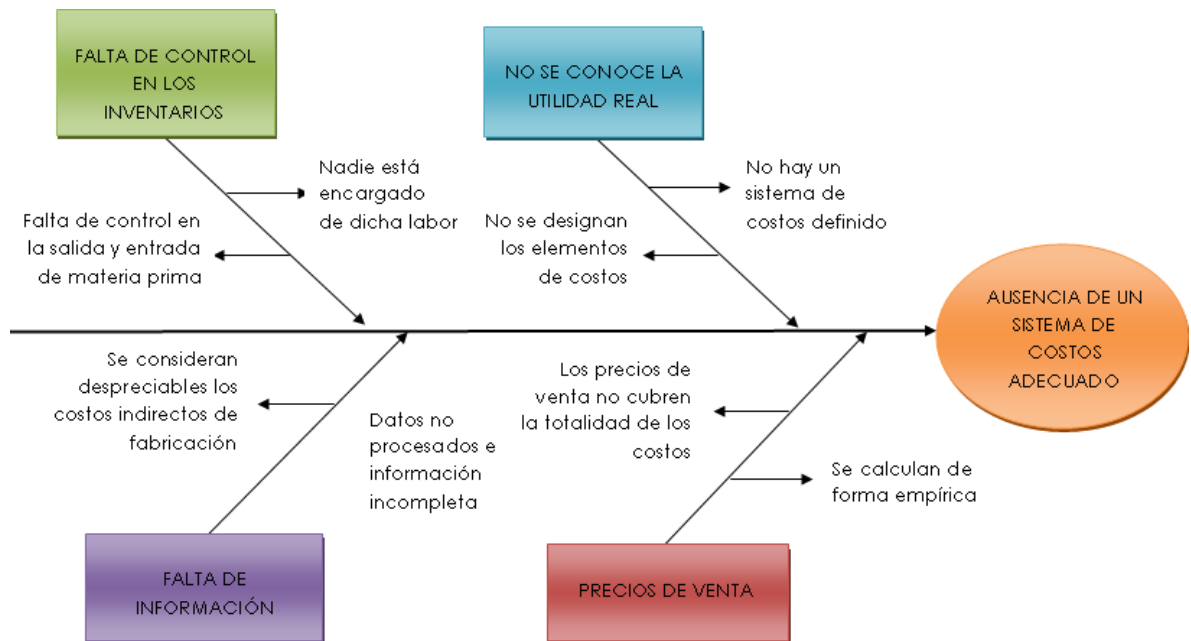 FALTA DE CONTROL
EN LOS
INVENTARIOS
NO SE CONOCE LA
UTILIDAD REAL
Nadie está
encargado
de dicha labor
Falta de control en
la salida y entrada
de materia prima
No hay un
sistema de
costos definido
No se designan
los elementos
de costos
AUSENCIA DE UN
SISTEMA DE
COSTOS
ADECUADO
Se consideran
despreciables los
costos indirectos de
fabricación
Datos no
procesados e
información
incompleta
Los precios de
venta no cubren
la totalidad de los
costos
Se calculan de
forma empírica
FALTA DE
INFORMACIÓN
PRECIOS DE VENTA